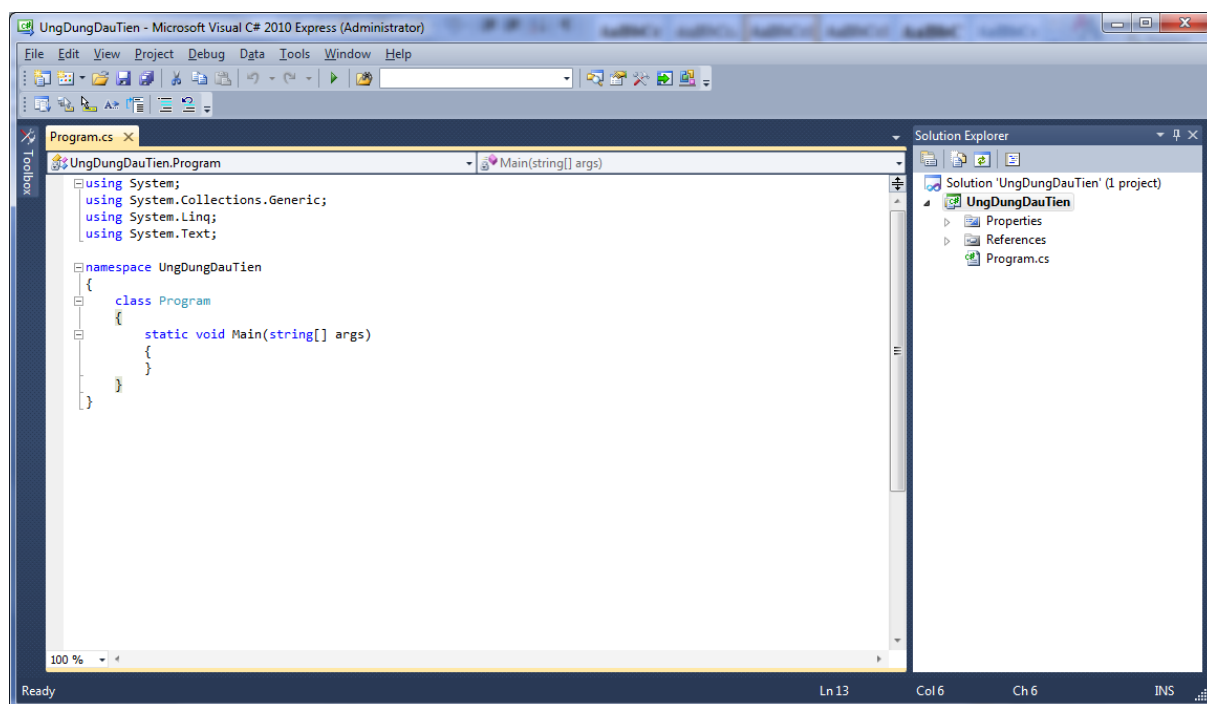 UngDungDauTien - Microsoft Visual C# 2010 Express (Administrator)
File Edit View Project Debug Data Tools Window Help
Toolbox
Program.cs
UngDungDauTien.Program
Main(string[] args)
using System;
using System.Collections.Generic;
using System.Linq;
using System.Text;
namespace UngDungDauTien
{
class Program
{
static void Main(string[] args)
{
}
}
}
100 %
Solution Explorer
Solution 'UngDungDauTien' (1 project)
UngDungDauTien
Properties
References
Program.cs
Ready Ln 13 Col 6 Ch 6 INS